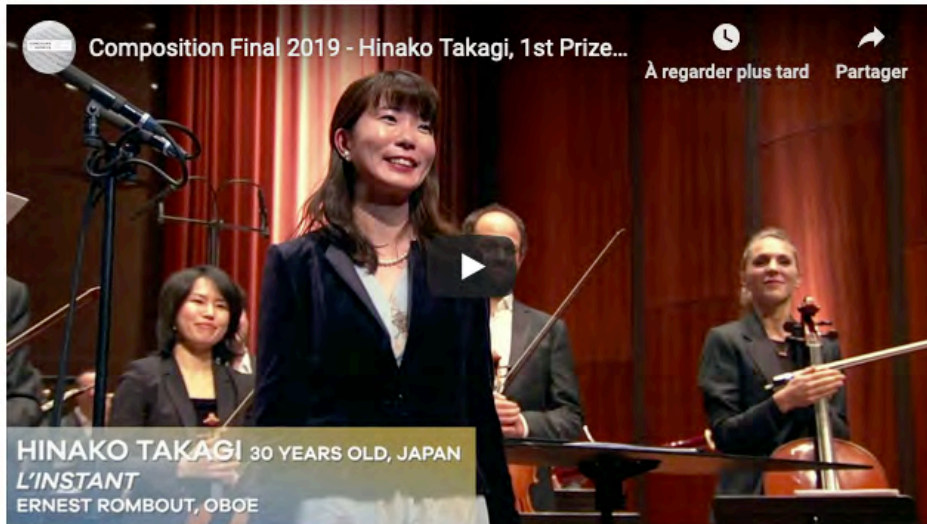 Composition Final 2019 - Hinako Takagi, 1st Prize...
À regarder plus tard
Partager
HINAKO TAKAGI 30 YEARS OLD, JAPAN
L'INSTANT
ERNEST ROMBOUT, OBOE